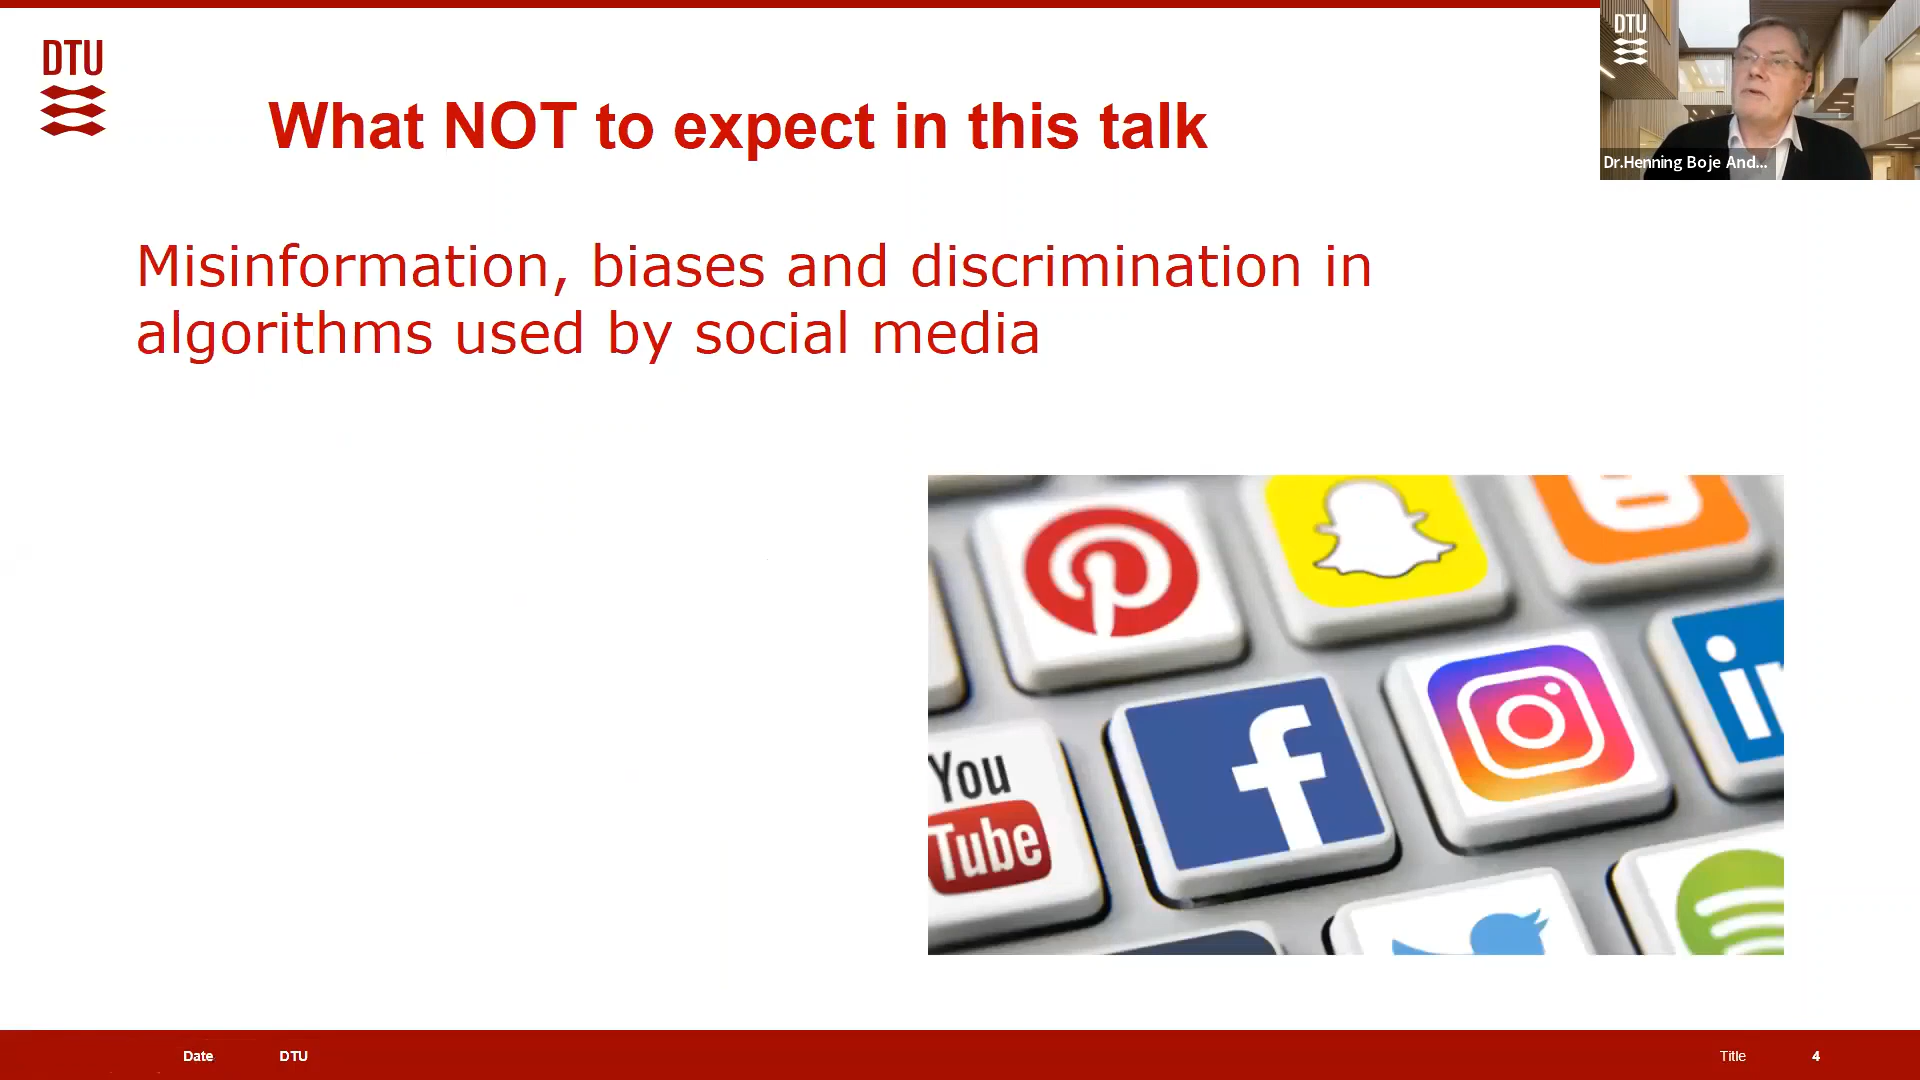 DTU
What NOT to expect in this talk
DTU
Dr.Henning Boje And...
Misinformation, biases and discrimination in
algorithms used by social media
You
Tube
f
in
Date DTU Title 4